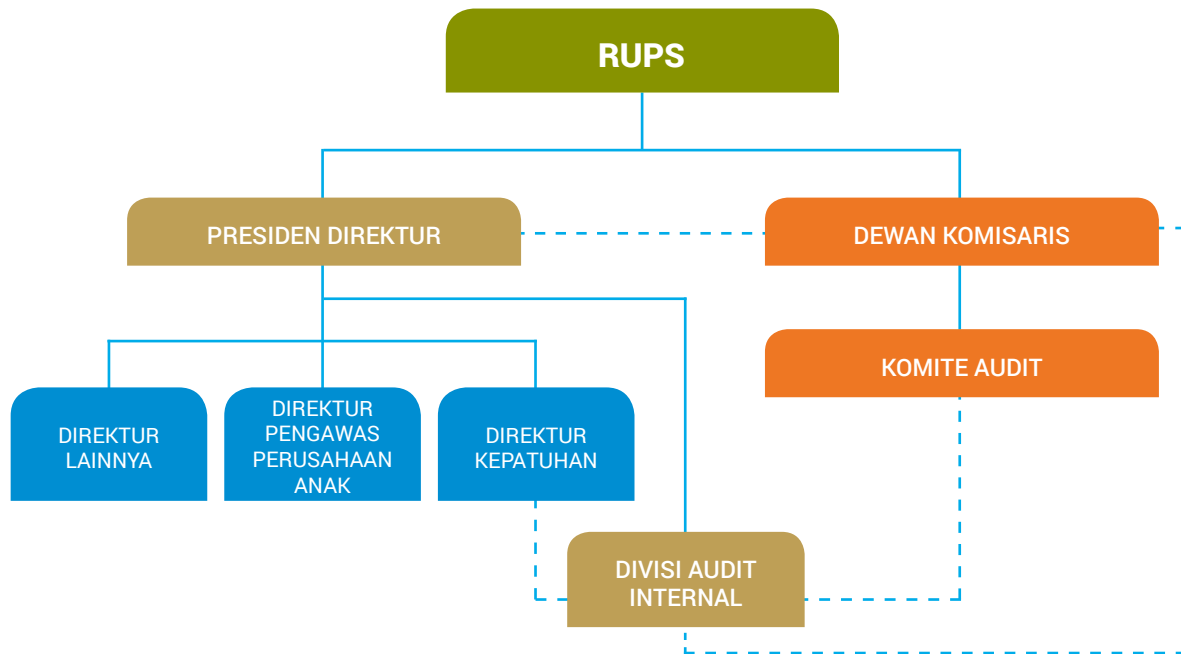 RUPS
PRESIDEN DIREKTUR
DEWAN KOMISARIS
KOMITE AUDIT
DIREKTUR
LAINNYA
DIREKTUR
PENGAWAS
PERUSAHAAN
ANAK
DIREKTUR
KEPATUHAN
DIVISI AUDIT
INTERNAL